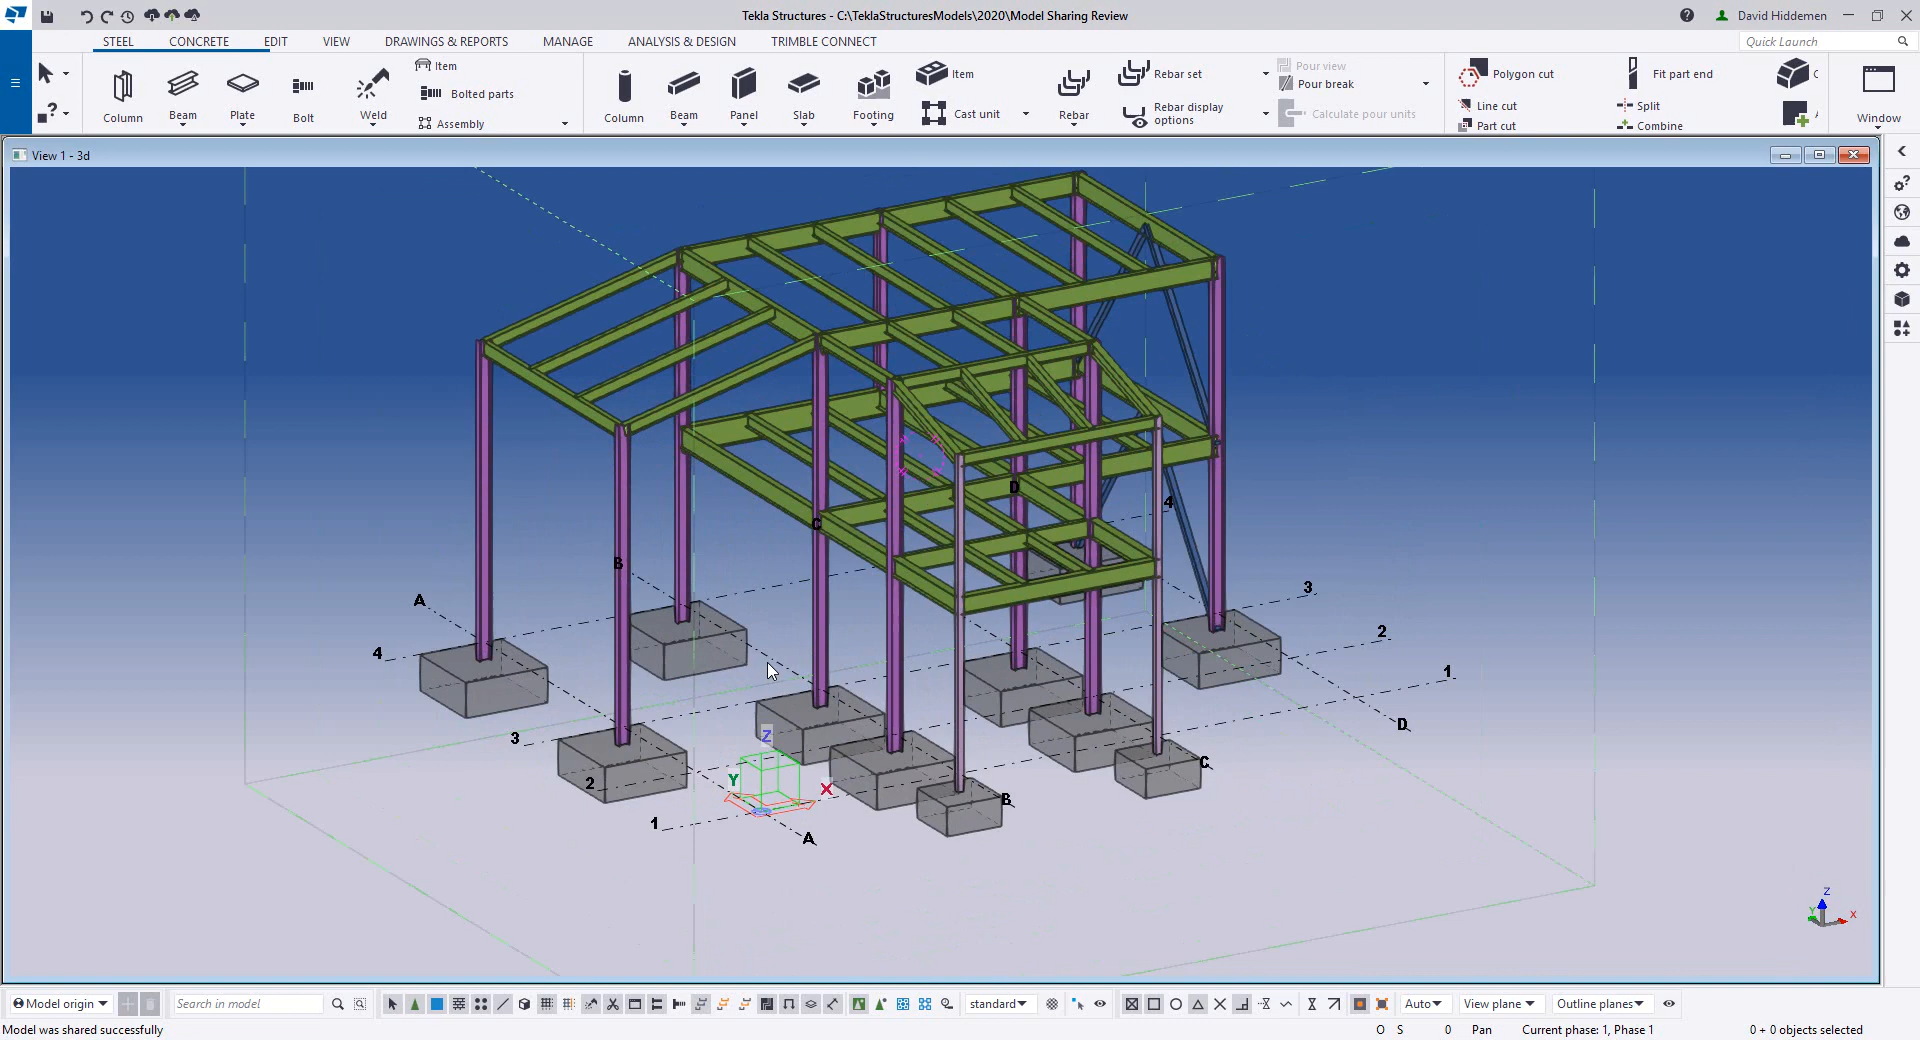 Tekla Structures - C:\TeklaStructuresModels\2020\Model Sharing Review
David Hiddemen
STEEL CONCRETE EDIT VIEW DRAWINGS & REPORTS MANAGE ANALYSIS & DESIGN TRIMBLE CONNECT
Quick Launch
Column
Beam
Plate
Bolt
Weld
Item
Bolted parts
Assembly
Column
Beam
Panel
Slab
Footing
Item
Cast unit
Rebar
Rebar set
Rebar display
options
Pour view
Pour break
Calculate pour units
Polygon cut
Line cut
Part cut
Fit part end
Split
Combine
Window
View 1 - 3d
D
4
C
B
A
3
2
4
1
D
3
Z
C
2
Y
X
B
1
A
Z
Y
X
Model origin
Search in model
standard
Auto
View plane
Outline planes
Model was shared successfully
O S 0 Pan Current phase: 1, Phase 1 0 + 0 objects selected